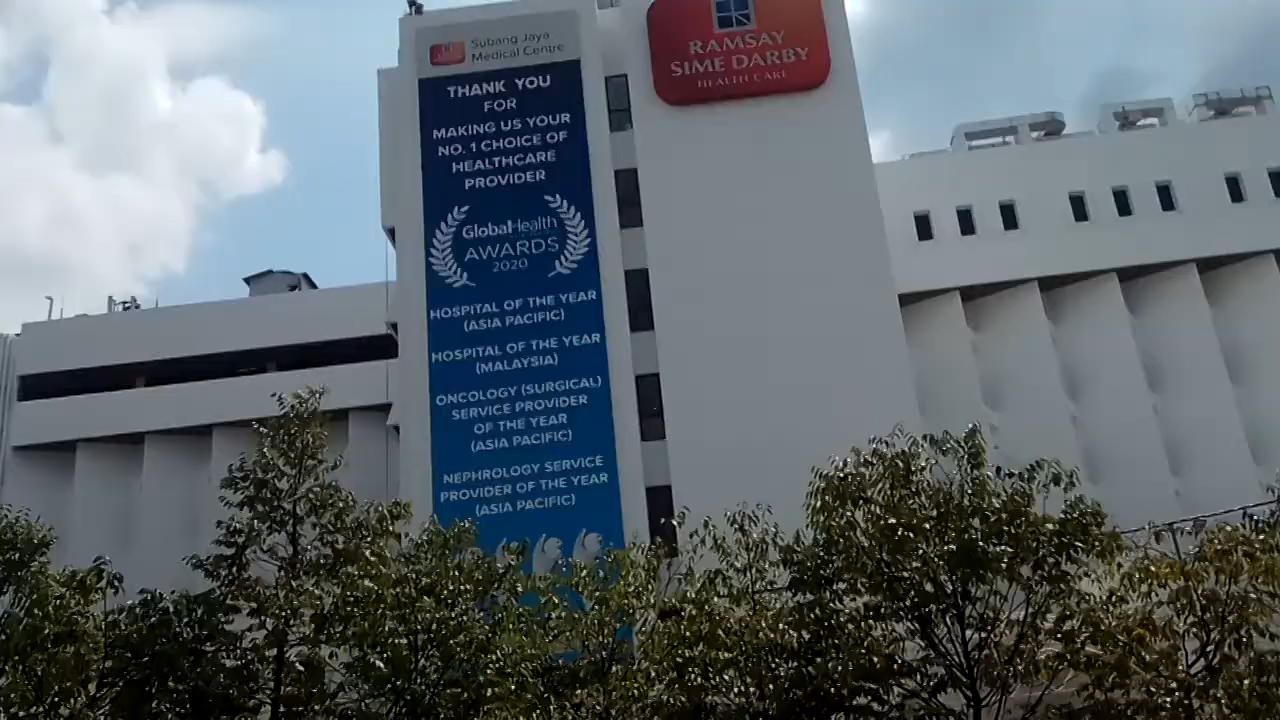 Subang Jaya
Medical Centre
THANK YOU
FOR
MAKING US YOUR
NO. 1 CHOICE OF
HEALTHCARE
PROVIDER
GlobalHealth
AWARDS
2020
HOSPITAL OF THE YEAR
(ASIA PACIFIC)
HOSPITAL OF THE YEAR
(MALAYSIA)
ONCOLOGY (SURGICAL)
SERVICE PROVIDER
OF THE YEAR
(ASIA PACIFIC)
NEPHROLOGY SERVICE
PROVIDER OF THE YEAR
(ASIA PACIFIC)
RAMSAY
SIME DARBY
HEALTH CARE